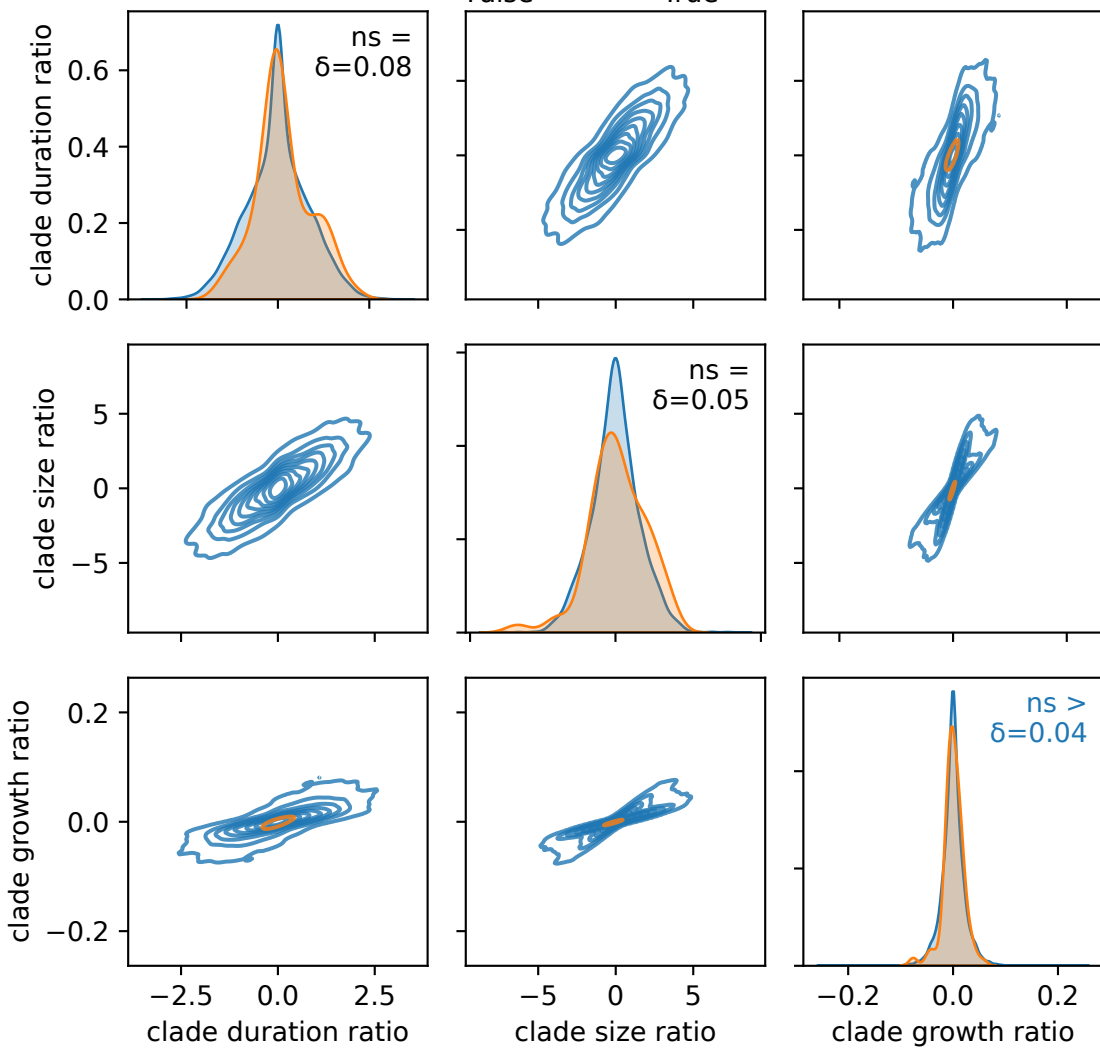 ns =
δ=0.08
clade duration ratio
0.6
0.4
0.2
0.0
−5 0 5
ns =
δ=0.05
clade size ratio
5
0
−5
ns >
δ=0.04
clade growth ratio
0.2
0.0
−0.2
−2.5 0.0 2.5
−5 0 5
−0.2 0.0 0.2
clade duration ratio
clade size ratio
clade growth ratio